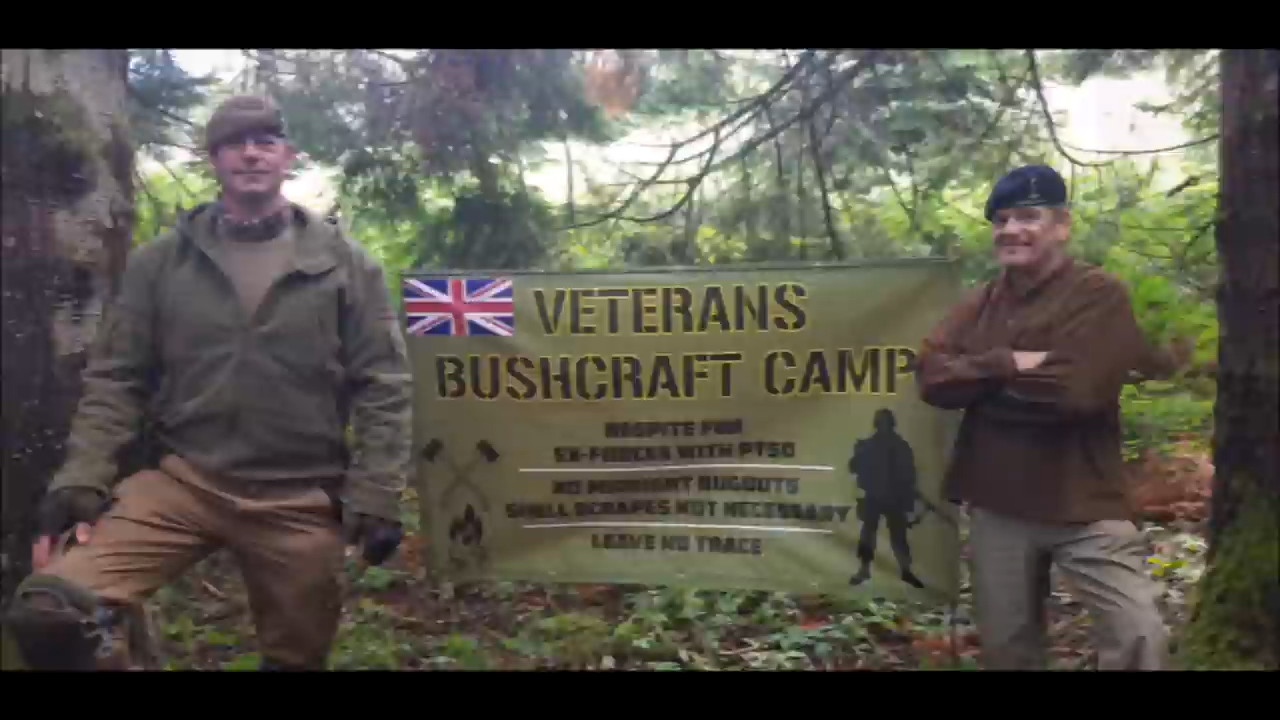 VETERANS
BUSHCRAFT CAMP
RESPITE FOR
EX-FORCES WITH PTSD
NO MIDNIGHT BUGOUTS
SHELL SCRAPES NOT NECESSARY
LEAVE NO TRACE